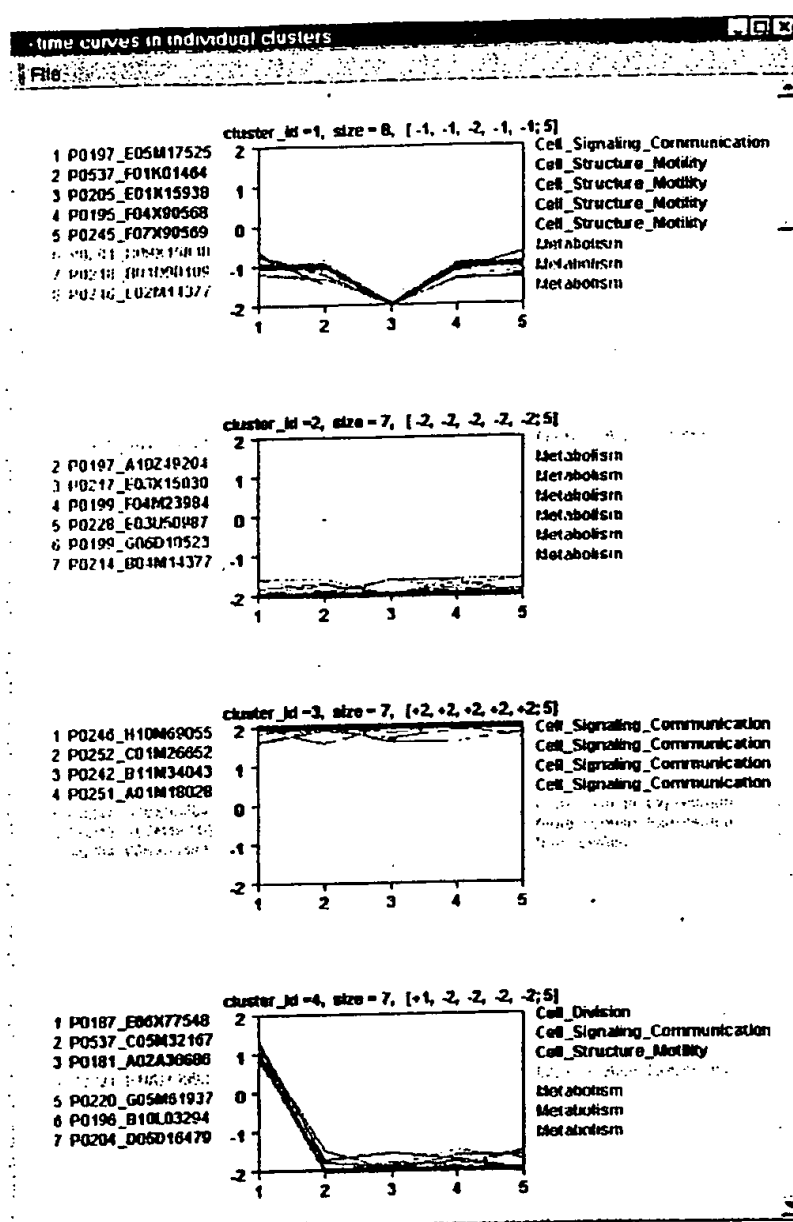 time curves in individual clusters
File
cluster_id =1, size = 8, [ -1, -1, -2, -1, -1; 5]
1 P0197_E05M17525
2 P0537_F01K01464
3 P0205_E01X15938
4 P0195_F04X90568
5 P0245_F07X90569
8 P0246_E02M14377
2
1
0
-1
-2
1 2 3 4 5
Cell_Signaling_Communication
Cell_Structure_Motility
Cell_Structure_Motility
Cell_Structure_Motility
Cell_Structure_Motility
Metabolism
Metabolism
Metabolism
cluster_id =2, size = 7, [ -2, -2, -2, -2, -2; 5]
2 P0197_A10Z49204
3 P0217_E03X15030
4 P0199_F04M23984
5 P0228_E03U50987
6 P0199_G06D10523
7 P0214_B04M14377
2
1
0
-1
-2
1 2 3 4 5
Metabolism
Metabolism
Metabolism
Metabolism
Metabolism
Metabolism
cluster_id =3, size = 7, [+2, +2, +2, +2, +2; 5]
1 P0246_H10M69055
2 P0252_C01M26652
3 P0242_B11M34043
4 P0251_A01M18028
2
1
0
-1
-2
1 2 3 4 5
Cell_Signaling_Communication
Cell_Signaling_Communication
Cell_Signaling_Communication
Cell_Signaling_Communication
cluster_id =4, size = 7, [+1, -2, -2, -2, -2; 5]
1 P0187_E06X77548
2 P0537_C05M32167
3 P0181_A02A36686
5 P0220_G05M61937
6 P0196_B10L03294
7 P0204_D05D16479
2
1
0
-1
-2
1 2 3 4 5
Cell_Division
Cell_Signaling_Communication
Cell_Structure_Motility
Metabolism
Metabolism
Metabolism